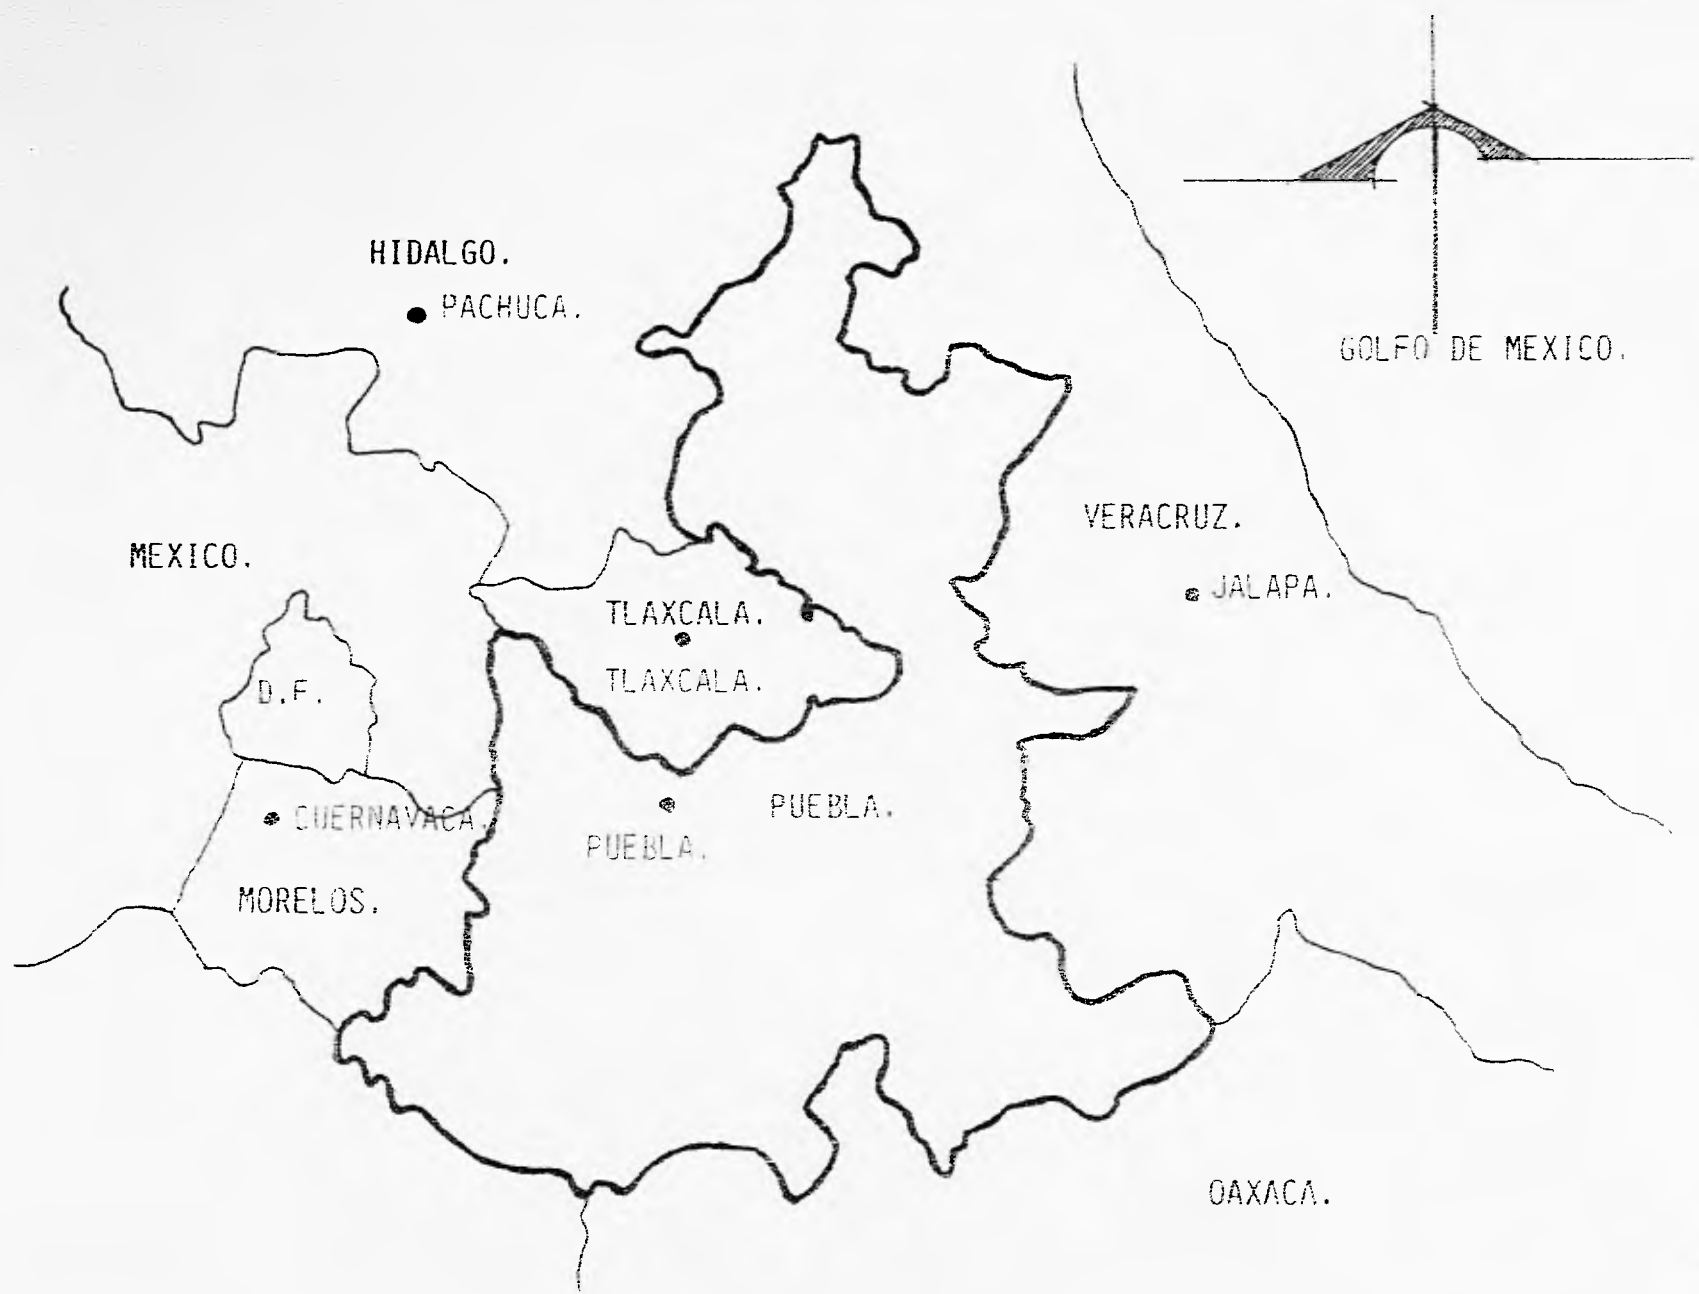 HIDALGO.
PACHUCA.
GOLFO DE MEXICO.
VERACRUZ.
MEXICO.
JALAPA.
TLAXCALA.
TLAXCALA.
D.F.
PUEBLA.
CUERNAVACA.
PUEBLA.
MORELOS.
OAXACA.